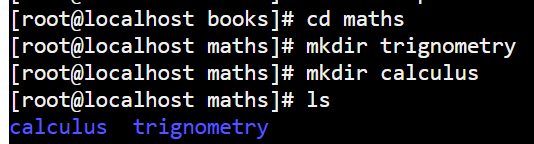 [root@localhost books]# cd maths
[root@localhost maths]# mkdir trignometry
[root@localhost maths]# mkdir calculus
[root@localhost maths]# ls
calculus  trignometry